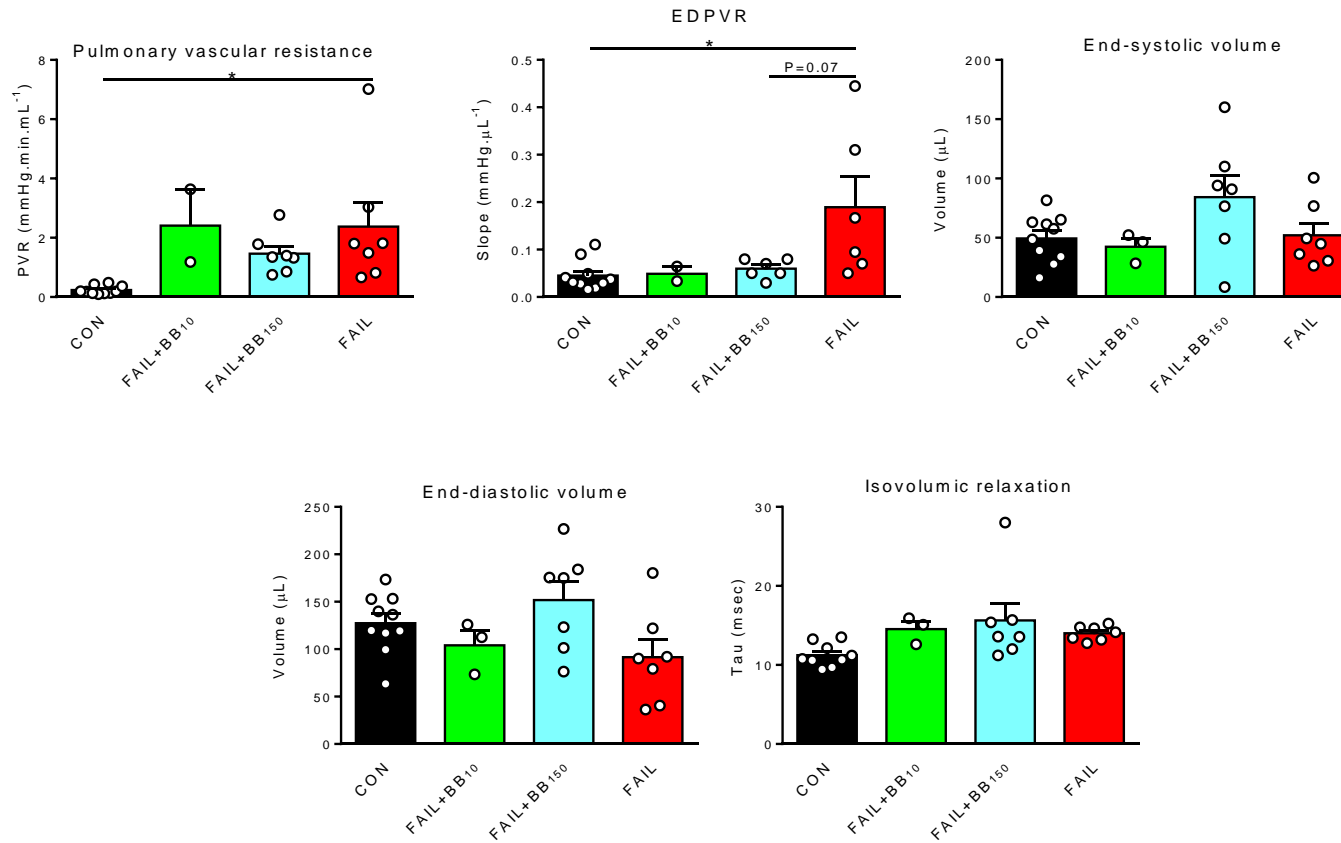 Pulmonary vascular resistance
PVR (mmHg.min.mL⁻¹)
8
6
4
2
0
*
CON
FAIL+BB₁₀
FAIL+BB₁₅₀
FAIL
EDPVR
Slope (mmHg.μL⁻¹)
0.5
0.4
0.3
0.2
0.1
0.0
*
P=0.07
CON
FAIL+BB₁₀
FAIL+BB₁₅₀
FAIL
End-systolic volume
Volume (μL)
200
150
100
50
0
CON
FAIL+BB₁₀
FAIL+BB₁₅₀
FAIL
End-diastolic volume
Volume (μL)
250
200
150
100
50
0
CON
FAIL+BB₁₀
FAIL+BB₁₅₀
FAIL
Isovolumic relaxation
Tau (msec)
30
20
10
0
CON
FAIL+BB₁₀
FAIL+BB₁₅₀
FAIL